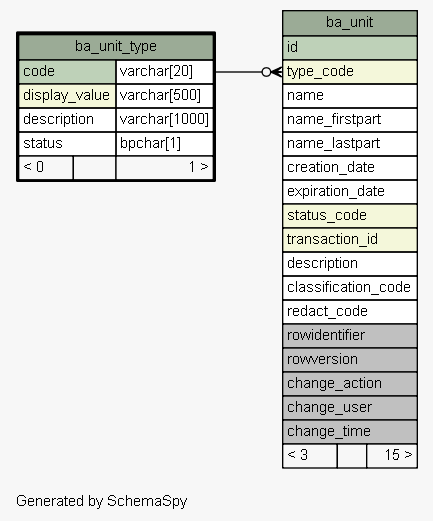 ba_unit_type
code varchar[20]
display_value varchar[500]
description varchar[1000]
status bpchar[1]
< 0 1 >
ba_unit
id
type_code
name
name_firstpart
name_lastpart
creation_date
expiration_date
status_code
transaction_id
description
classification_code
redact_code
rowidentifier
rowversion
change_action
change_user
change_time
< 3 15 >
Generated by SchemaSpy